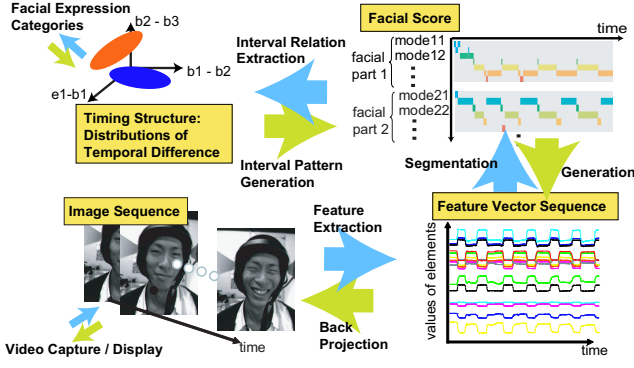 Facial Expression
Categories
b2 - b3
b1 - b2
e1-b1
Timing Structure:
Distributions of
Temporal Difference
Interval Relation
Extraction
Interval Pattern
Generation
Facial Score
time
mode11
mode12
facial
part 1
mode21
mode22
facial
part 2
Segmentation
Generation
Image Sequence
Feature
Extraction
Back
Projection
time
Video Capture / Display
Feature Vector Sequence
values of elements
time